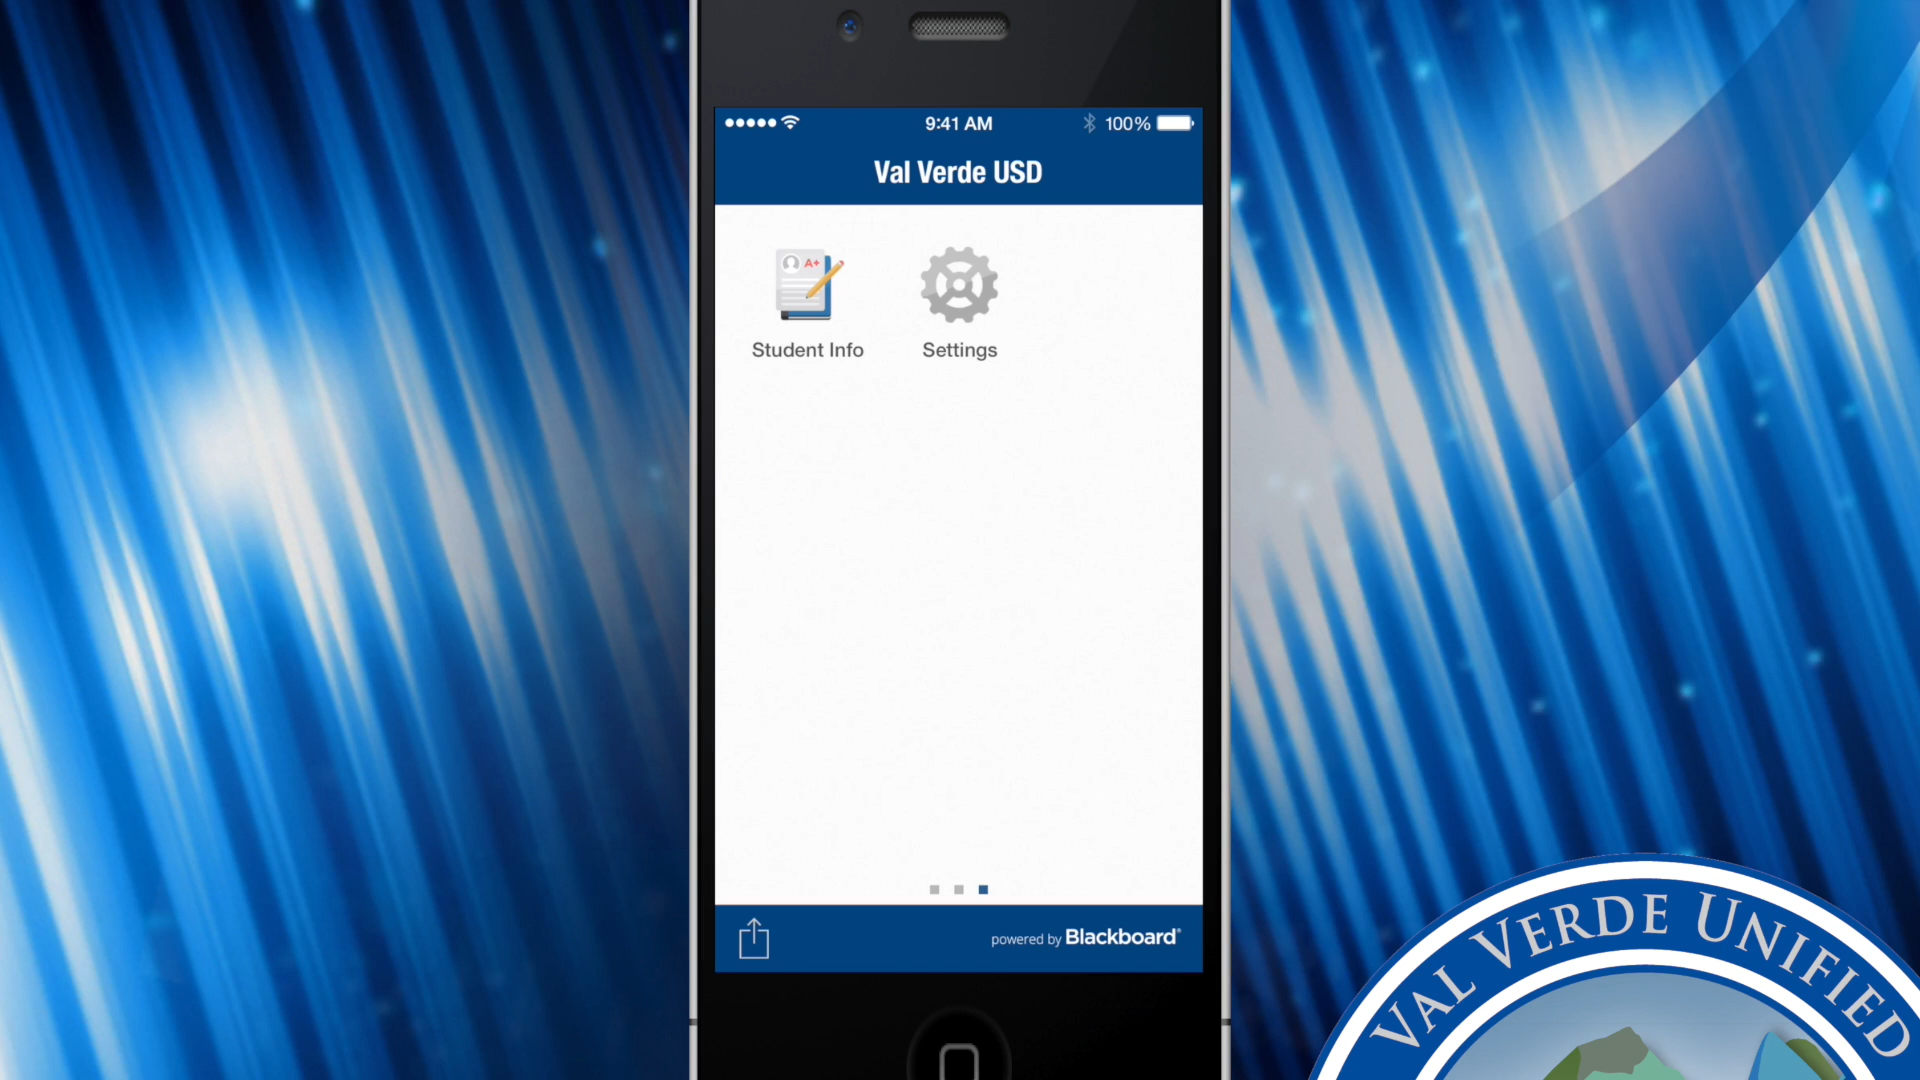 9:41 AM
100%
Val Verde USD
A+
Student Info
Settings
powered by Blackboard®
VAL VERDE UNIFIED